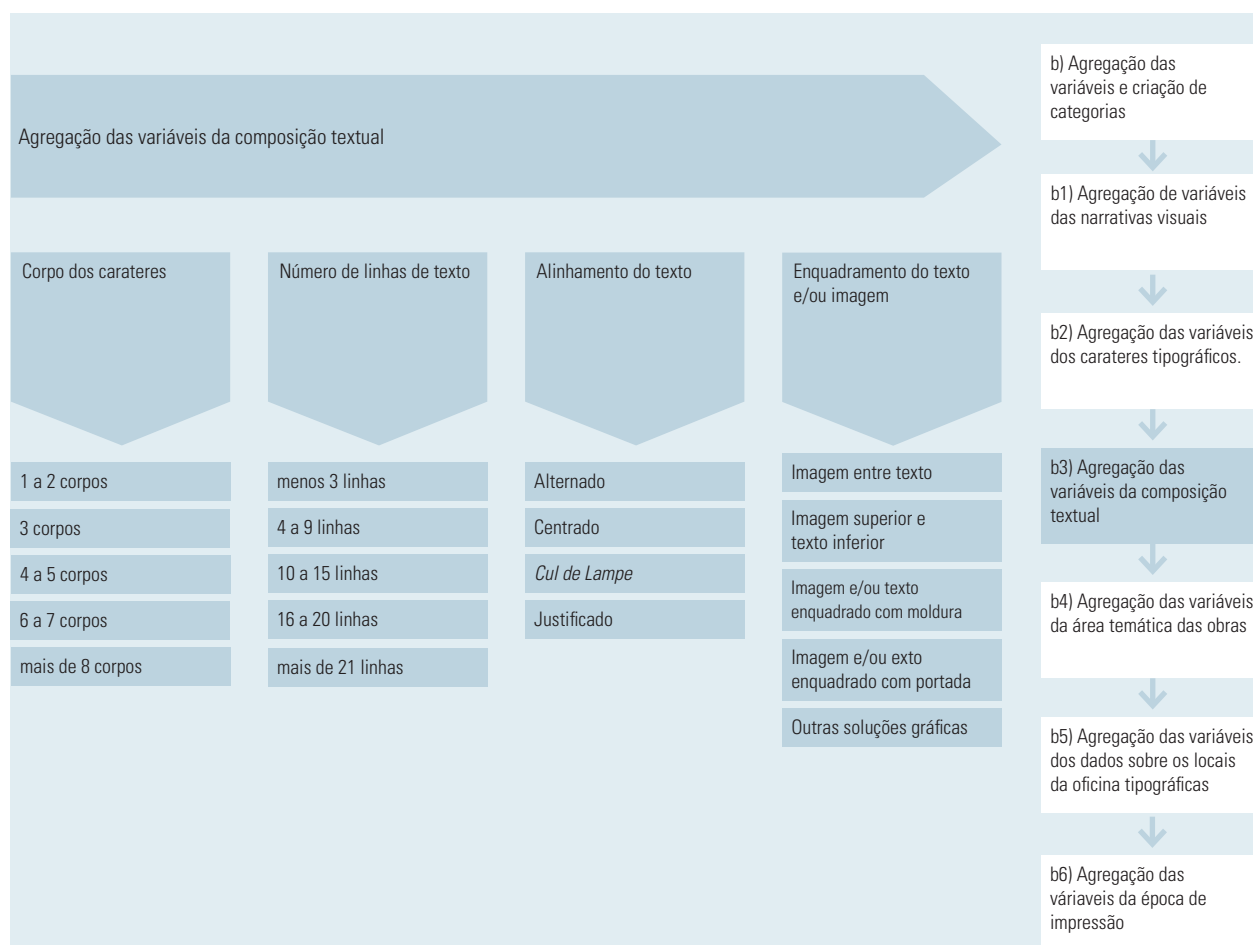 Agregação das variáveis da composição textual
Corpo dos carateres
1 a 2 corpos
3 corpos
4 a 5 corpos
6 a 7 corpos
mais de 8 corpos
Número de linhas de texto
menos 3 linhas
4 a 9 linhas
10 a 15 linhas
16 a 20 linhas
mais de 21 linhas
Alinhamento do texto
Alternado
Centrado
Cul de Lampe
Justificado
Enquadramento do texto
e/ou imagem
Imagem entre texto
Imagem superior e
texto inferior
Imagem e/ou texto
enquadrado com moldura
Imagem e/ou exto
enquadrado com portada
Outras soluções gráficas
b) Agregação das
variáveis e criação de
categorias
b1) Agregação de variáveis
das narrativas visuais
b2) Agregação das variáveis
dos carateres tipográficos.
b3) Agregação das
variáveis da composição
textual
b4) Agregação das variáveis
da área temática das obras
b5) Agregação das variáveis
dos dados sobre os locais
da oficina tipográficas
b6) Agregação das
váriaveis da época de
impressão